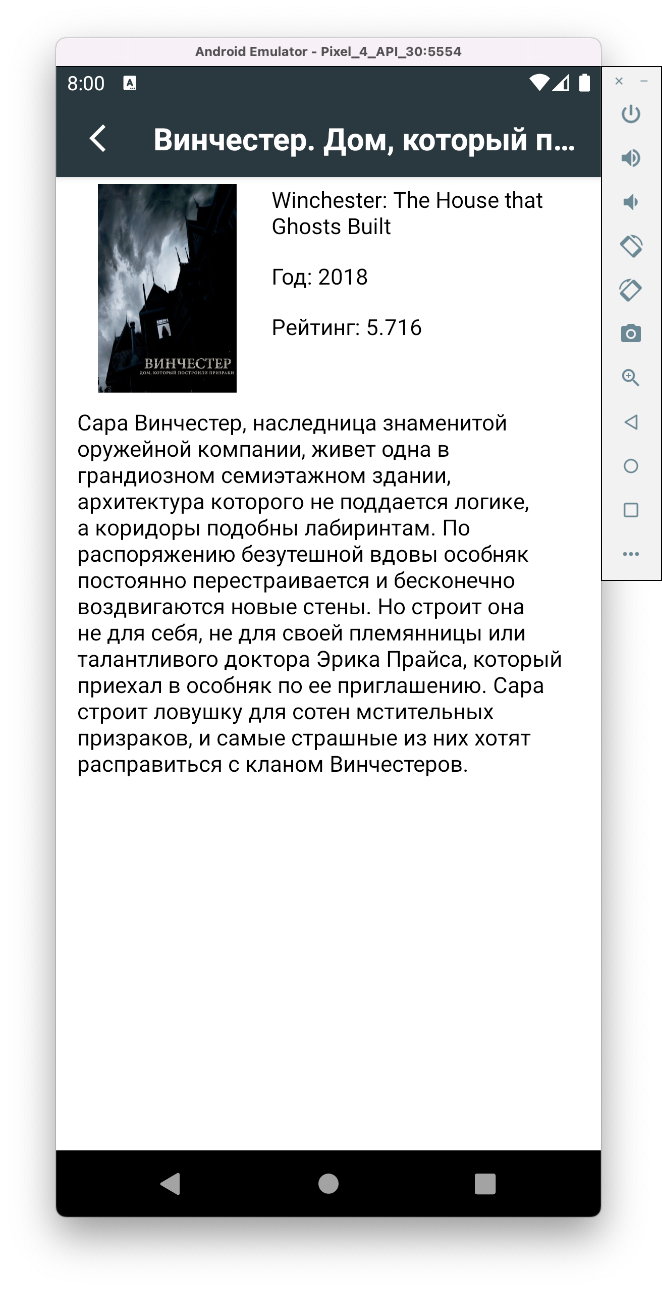 Android Emulator - Pixel_4_API_30:5554
8:00
A
Винчестер. Дом, который п...
Winchester: The House that
Ghosts Built
Год: 2018
Рейтинг: 5.716
ВИНЧЕСТЕР
ДОМ, КОТОРЫЙ ПОСТРОИЛИ ПРИЗРАКИ
Сара Винчестер, наследница знаменитой
оружейной компании, живет одна в
грандиозном семиэтажном здании,
архитектура которого не поддается логике,
а коридоры подобны лабиринтам. По
распоряжению безутешной вдовы особняк
постоянно перестраивается и бесконечно
воздвигаются новые стены. Но строит она
не для себя, не для своей племянницы или
талантливого доктора Эрика Прайса, который
приехал в особняк по ее приглашению. Сара
строит ловушку для сотен мстительных
призраков, и самые страшные из них хотят
расправиться с кланом Винчестеров.